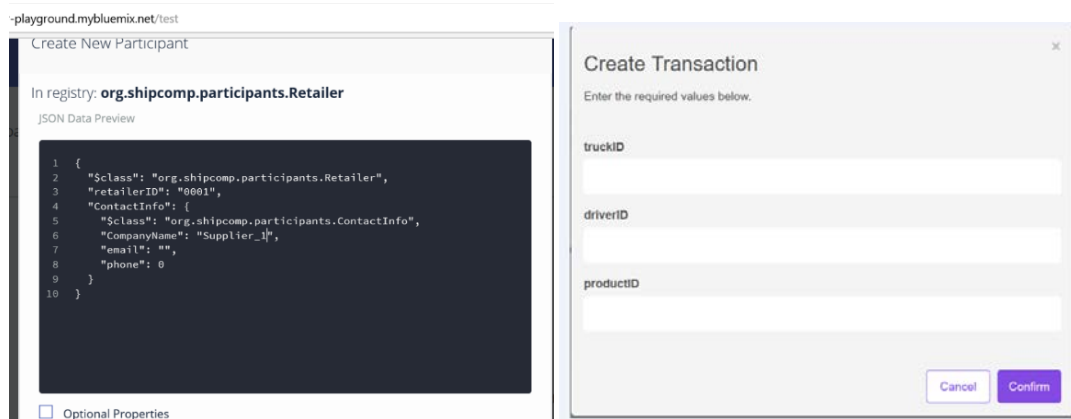 -playground.mybluemix.net/test
Create New Participant
In registry: org.shipcomp.participants.Retailer
JSON Data Preview
1 {
2 "$class": "org.shipcomp.participants.Retailer",
3 "retailerID": "0001",
4 "ContactInfo": {
5 "$class": "org.shipcomp.participants.ContactInfo",
6 "CompanyName": "Supplier_1",
7 "email": "",
8 "phone": 0
9 }
10 }
Optional Properties
×
Create Transaction
Enter the required values below.
truckID
driverID
productID
Cancel Confirm